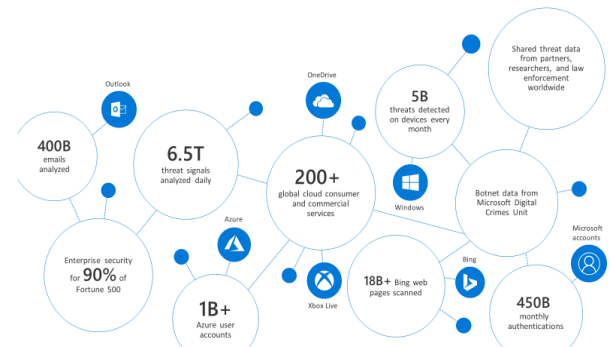 Outlook
400B
emails
analyzed
6.5T
threat signals
analyzed daily
OneDrive
5B
threats detected
on devices every
month
Shared threat data
from partners,
researchers, and law
enforcement
worldwide
200+
global cloud consumer
and commercial
services
Windows
Botnet data from
Microsoft Digital
Crimes Unit
Enterprise security
for 90% of
Fortune 500
Azure
1B+
Azure user
accounts
Xbox Live
18B+ Bing web
pages scanned
Bing
Microsoft
accounts
450B
monthly
authentications